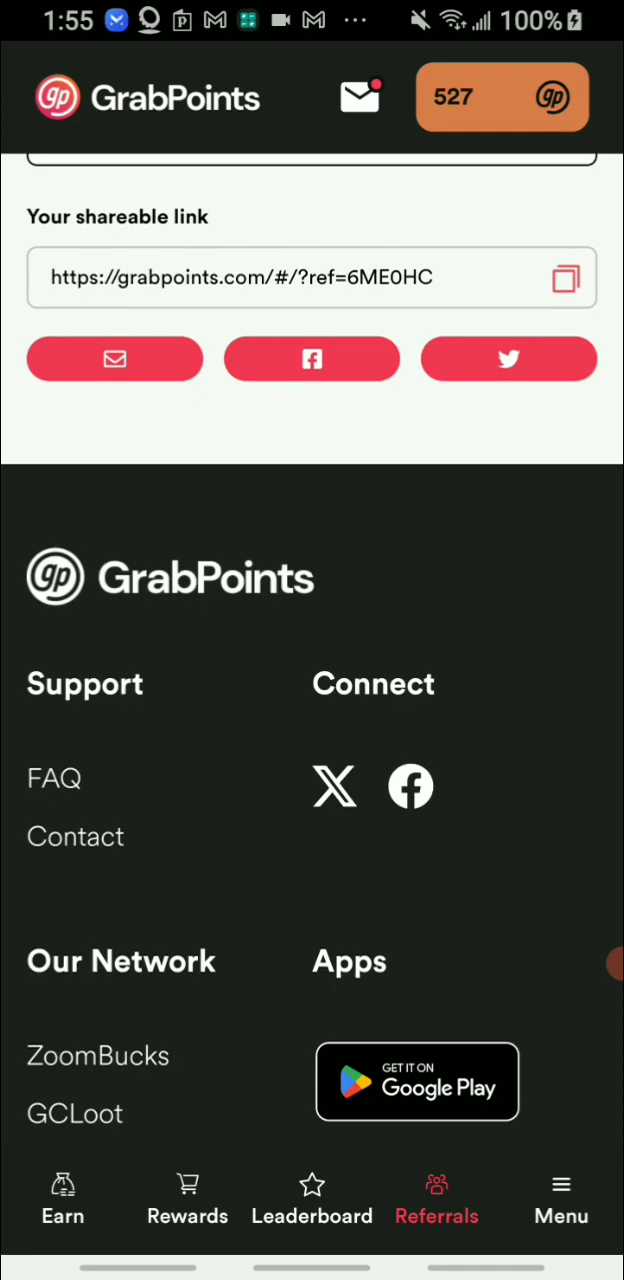 1:55 100%
GrabPoints 527
Your shareable link
https://grabpoints.com/#/?ref=6ME0HC
gp GrabPoints
Support Connect
FAQ
Contact
Our Network Apps
ZoomBucks
GET IT ON
Google Play
GCLoot
Earn Rewards Leaderboard Referrals Menu